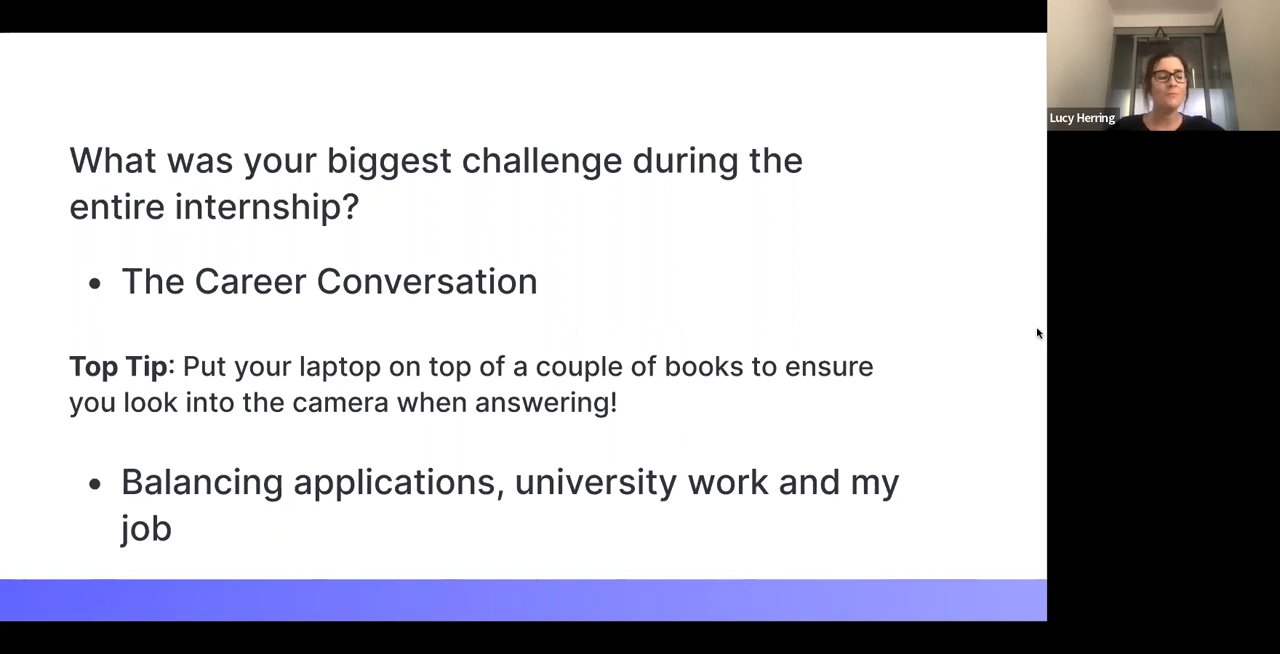 What was your biggest challenge during the
entire internship?
• The Career Conversation
Top Tip: Put your laptop on top of a couple of books to ensure
you look into the camera when answering!
• Balancing applications, university work and my
job
Lucy Herring